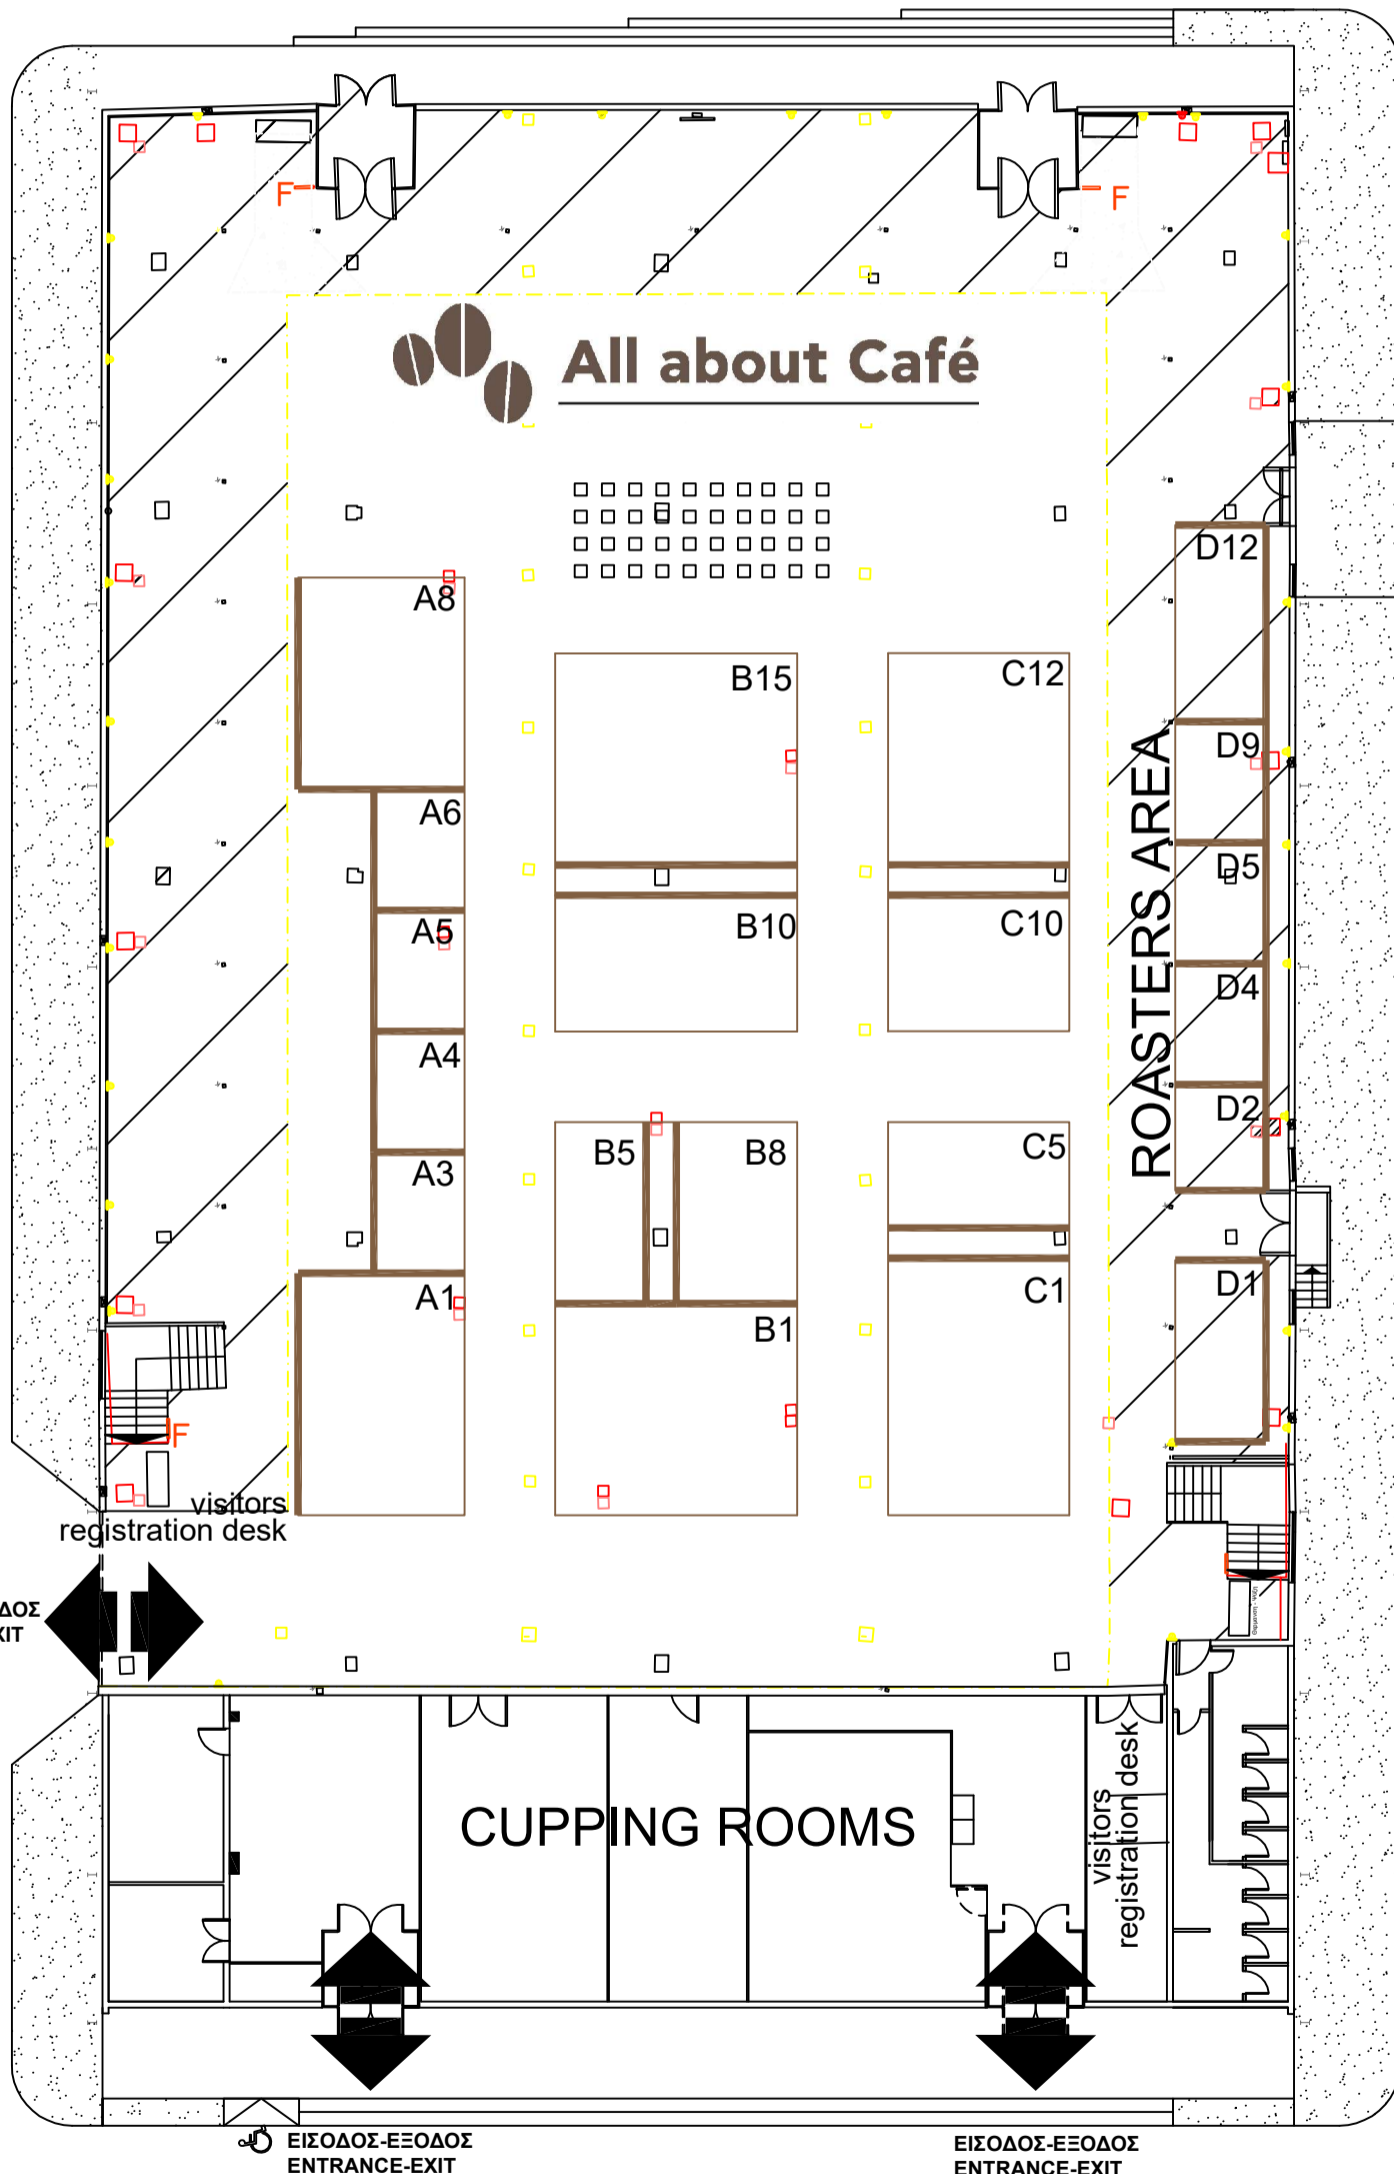 F
F
All about Café
D12
A8
B15
C12
D9
A6
D5
A5
B10
C10
D4
A4
D2
B5
B8
C5
A3
ROASTERS AREA
A1
B1
C1
D1
F
visitors
registration desk
ΔΟΣ
XIT
CUPPING ROOMS
visitors
registration desk
ΕΙΣΟΔΟΣ-ΕΞΟΔΟΣ
ENTRANCE-EXIT
ΕΙΣΟΔΟΣ-ΕΞΟΔΟΣ
ENTRANCE-EXIT